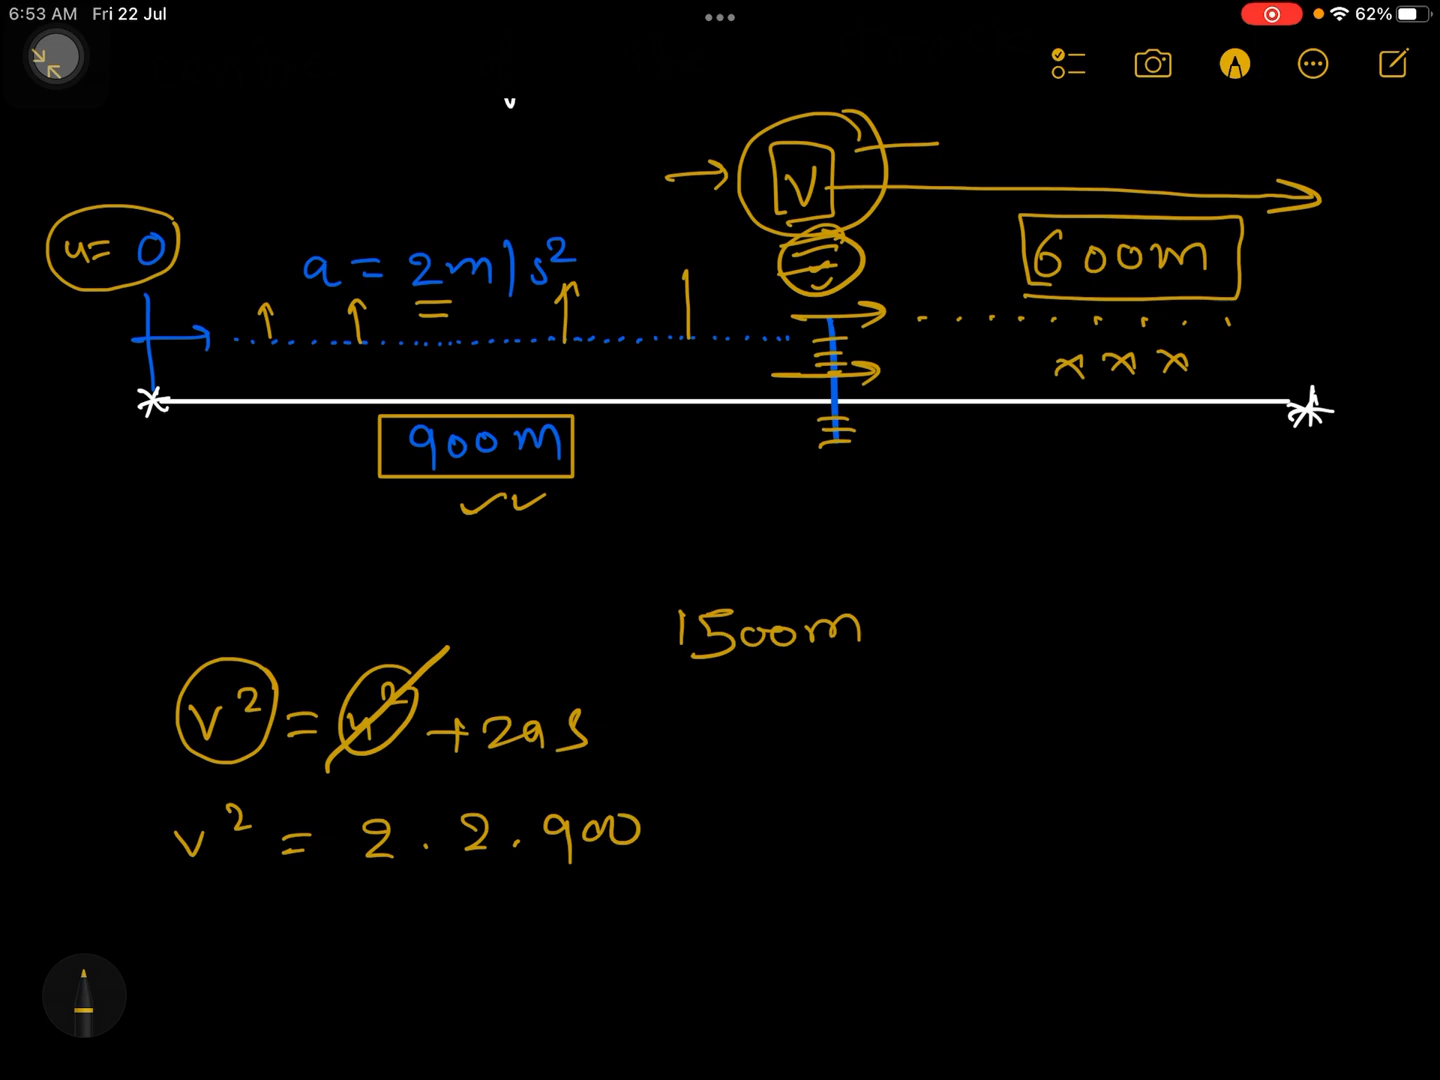 6:53 AM Fri 22 Jul
62%
v
V
u= 0
a = 2m/s²
600m
900m
1500m
v² = u² + 2as
v² = 2 . 2 . 900